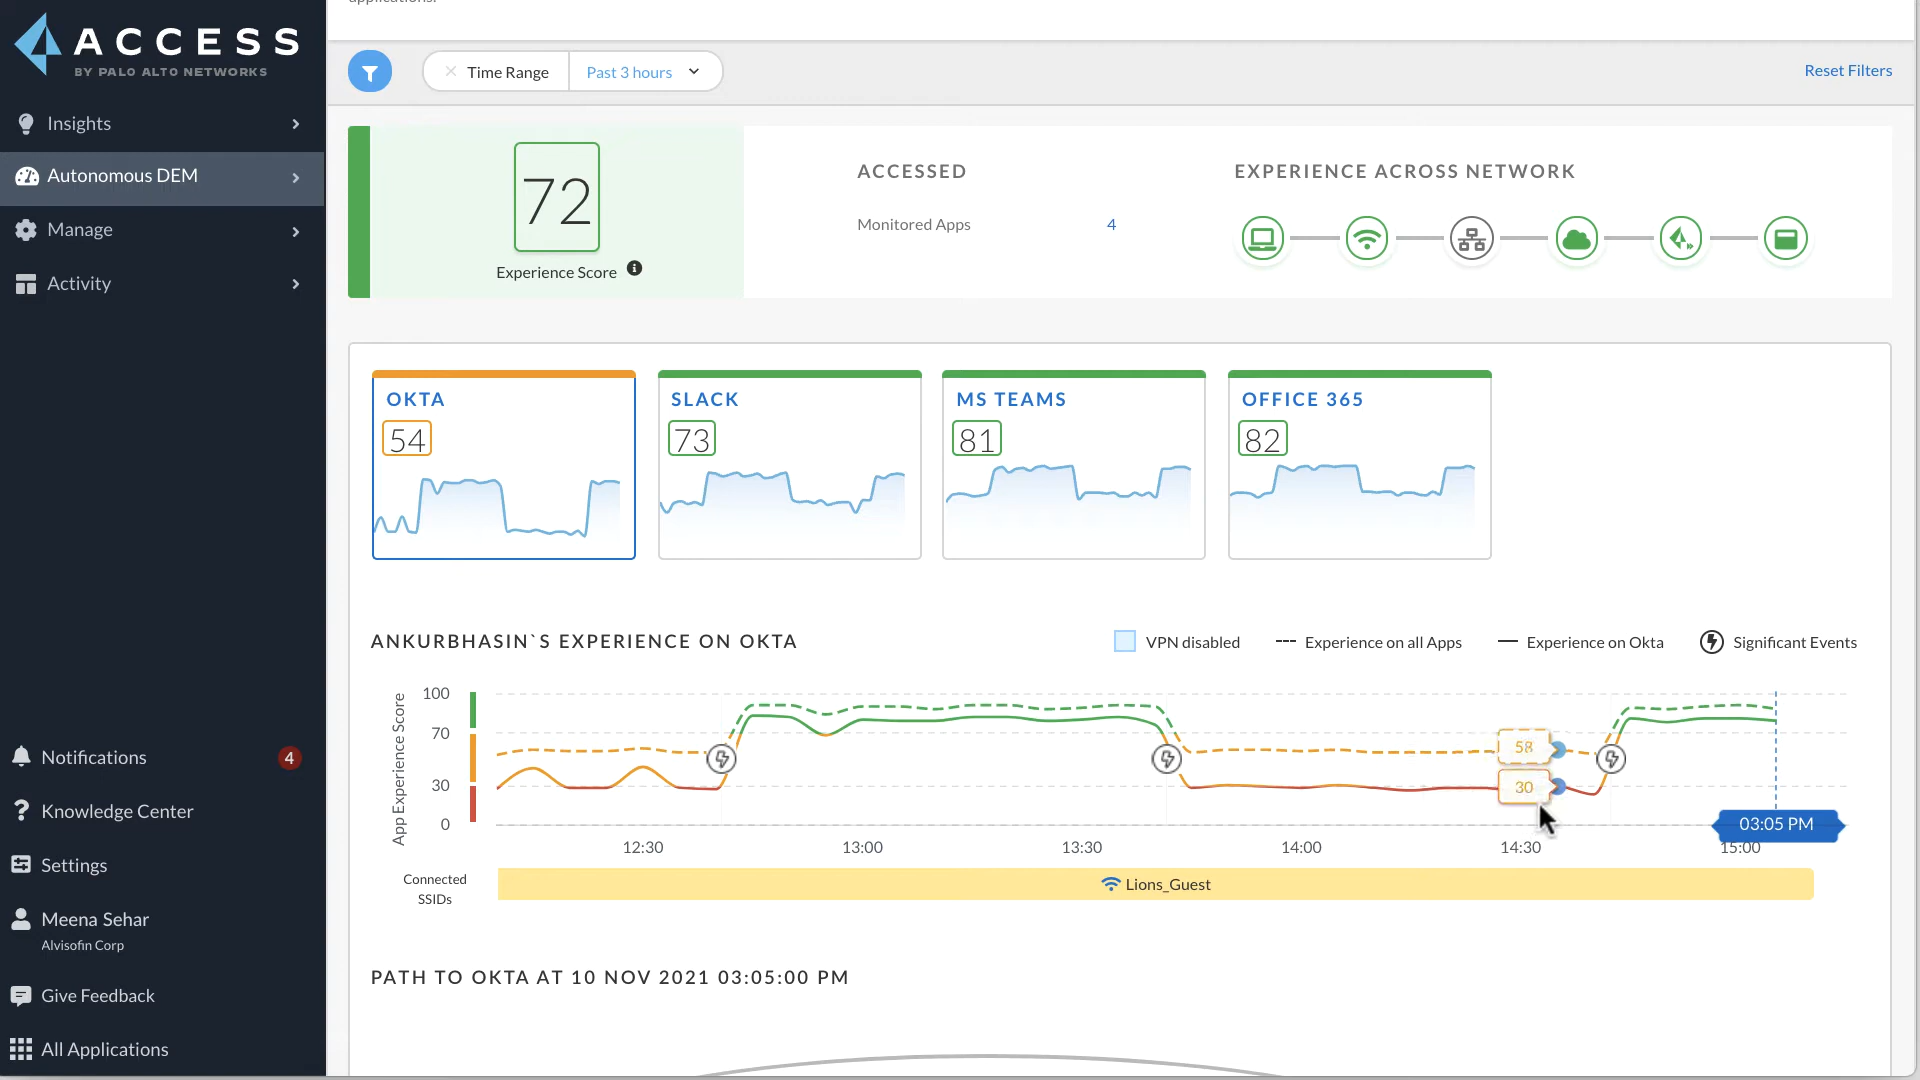 applications.
ACCESS
BY PALO ALTO NETWORKS
Insights
Autonomous DEM
Manage
Activity
Notifications 4
Knowledge Center
Settings
Meena Sehar
Alvisofin Corp
Give Feedback
All Applications
Time Range Past 3 hours
Reset Filters
72
Experience Score
ACCESSED
Monitored Apps 4
EXPERIENCE ACROSS NETWORK
OKTA
54
SLACK
73
MS TEAMS
81
OFFICE 365
82
ANKURBHASIN`S EXPERIENCE ON OKTA
VPN disabled Experience on all Apps Experience on Okta Significant Events
App Experience Score
100
70
30
0
58
30
03:05 PM
12:30 13:00 13:30 14:00 14:30 15:00
Connected
SSIDs
Lions_Guest
PATH TO OKTA AT 10 NOV 2021 03:05:00 PM